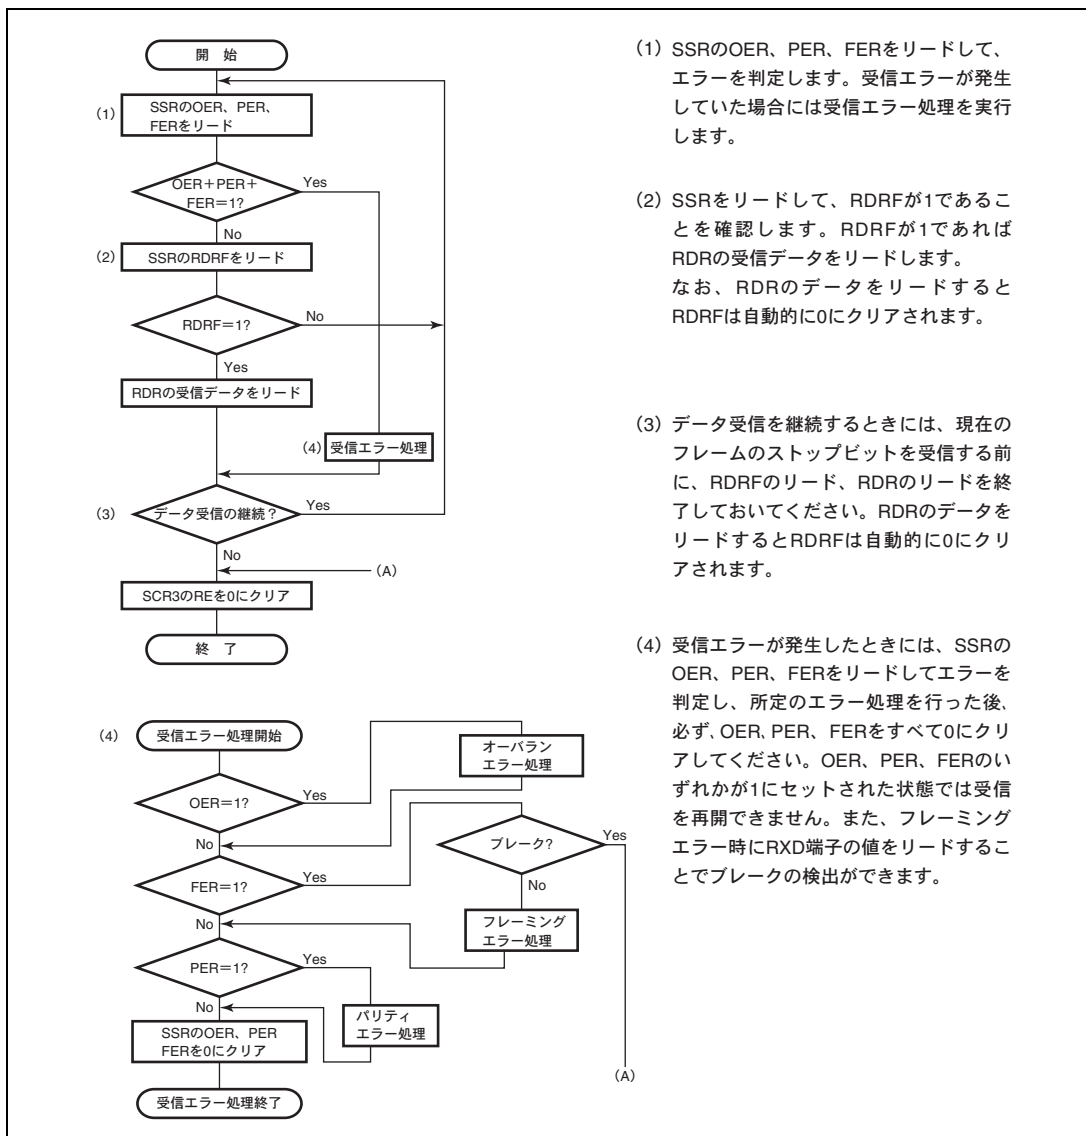 開　始
(1)
SSRのOER、PER、
FERをリード
OER＋PER＋
FER＝1?
Yes
No
(2)
SSRのRDRFをリード
RDRF＝1?
No
Yes
RDRの受信データをリード
(4)
受信エラー処理
(3)
データ受信の継続？
Yes
No
(A)
SCR3のREを0にクリア
終　了
(4)
受信エラー処理開始
オーバラン
エラー処理
OER＝1?
Yes
No
ブレーク?
Yes
No
FER＝1?
Yes
No
フレーミング
エラー処理
PER＝1?
Yes
No
パリティ
エラー処理
SSRのOER、PER
FERを0にクリア
(A)
受信エラー処理終了
(1) SSRのOER、PER、FERをリードして、
エラーを判定します。受信エラーが発生
していた場合には受信エラー処理を実行
します。
(2) SSRをリードして、RDRFが1であるこ
とを確認します。RDRFが1であれば
RDRの受信データをリードします。
なお、RDRのデータをリードすると
RDRFは自動的に0にクリアされます。
(3) データ受信を継続するときには、現在の
フレームのストップビットを受信する前
に、RDRFのリード、RDRのリードを終
了しておいてください。RDRのデータを
リードするとRDRFは自動的に0にクリ
アされます。
(4) 受信エラーが発生したときには、SSRの
OER、PER、FERをリードしてエラーを
判定し、所定のエラー処理を行った後、
必ず、OER、PER、FERをすべて0にクリ
アしてください。OER、PER、FERのい
ずれかが1にセットされた状態では受信
を再開できません。また、フレーミング
エラー時にRXD端子の値をリードするこ
とでブレークの検出ができます。